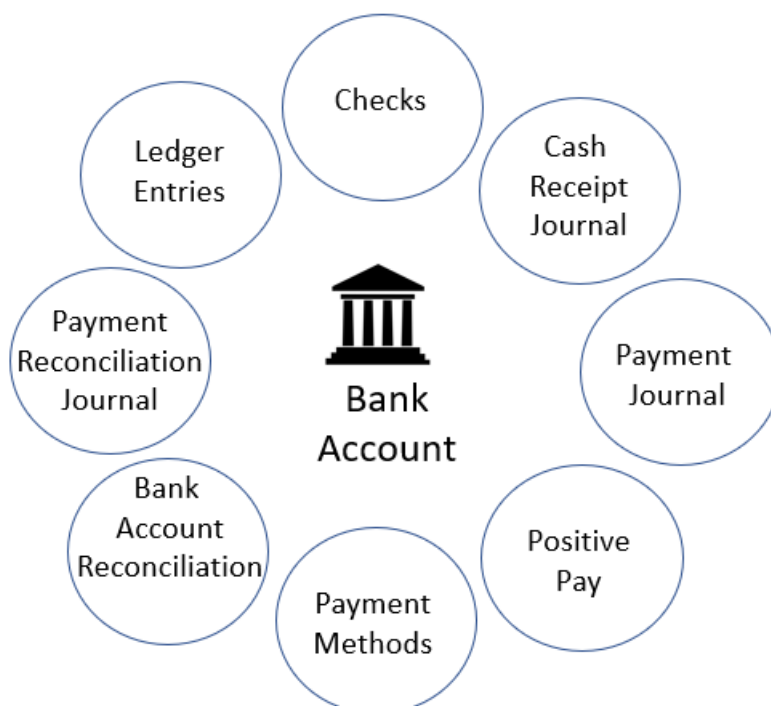 Checks
Cash
Receipt
Journal
Payment
Journal
Positive
Pay
Payment
Methods
Bank
Account
Reconciliation
Payment
Reconciliation
Journal
Ledger
Entries
Bank
Account